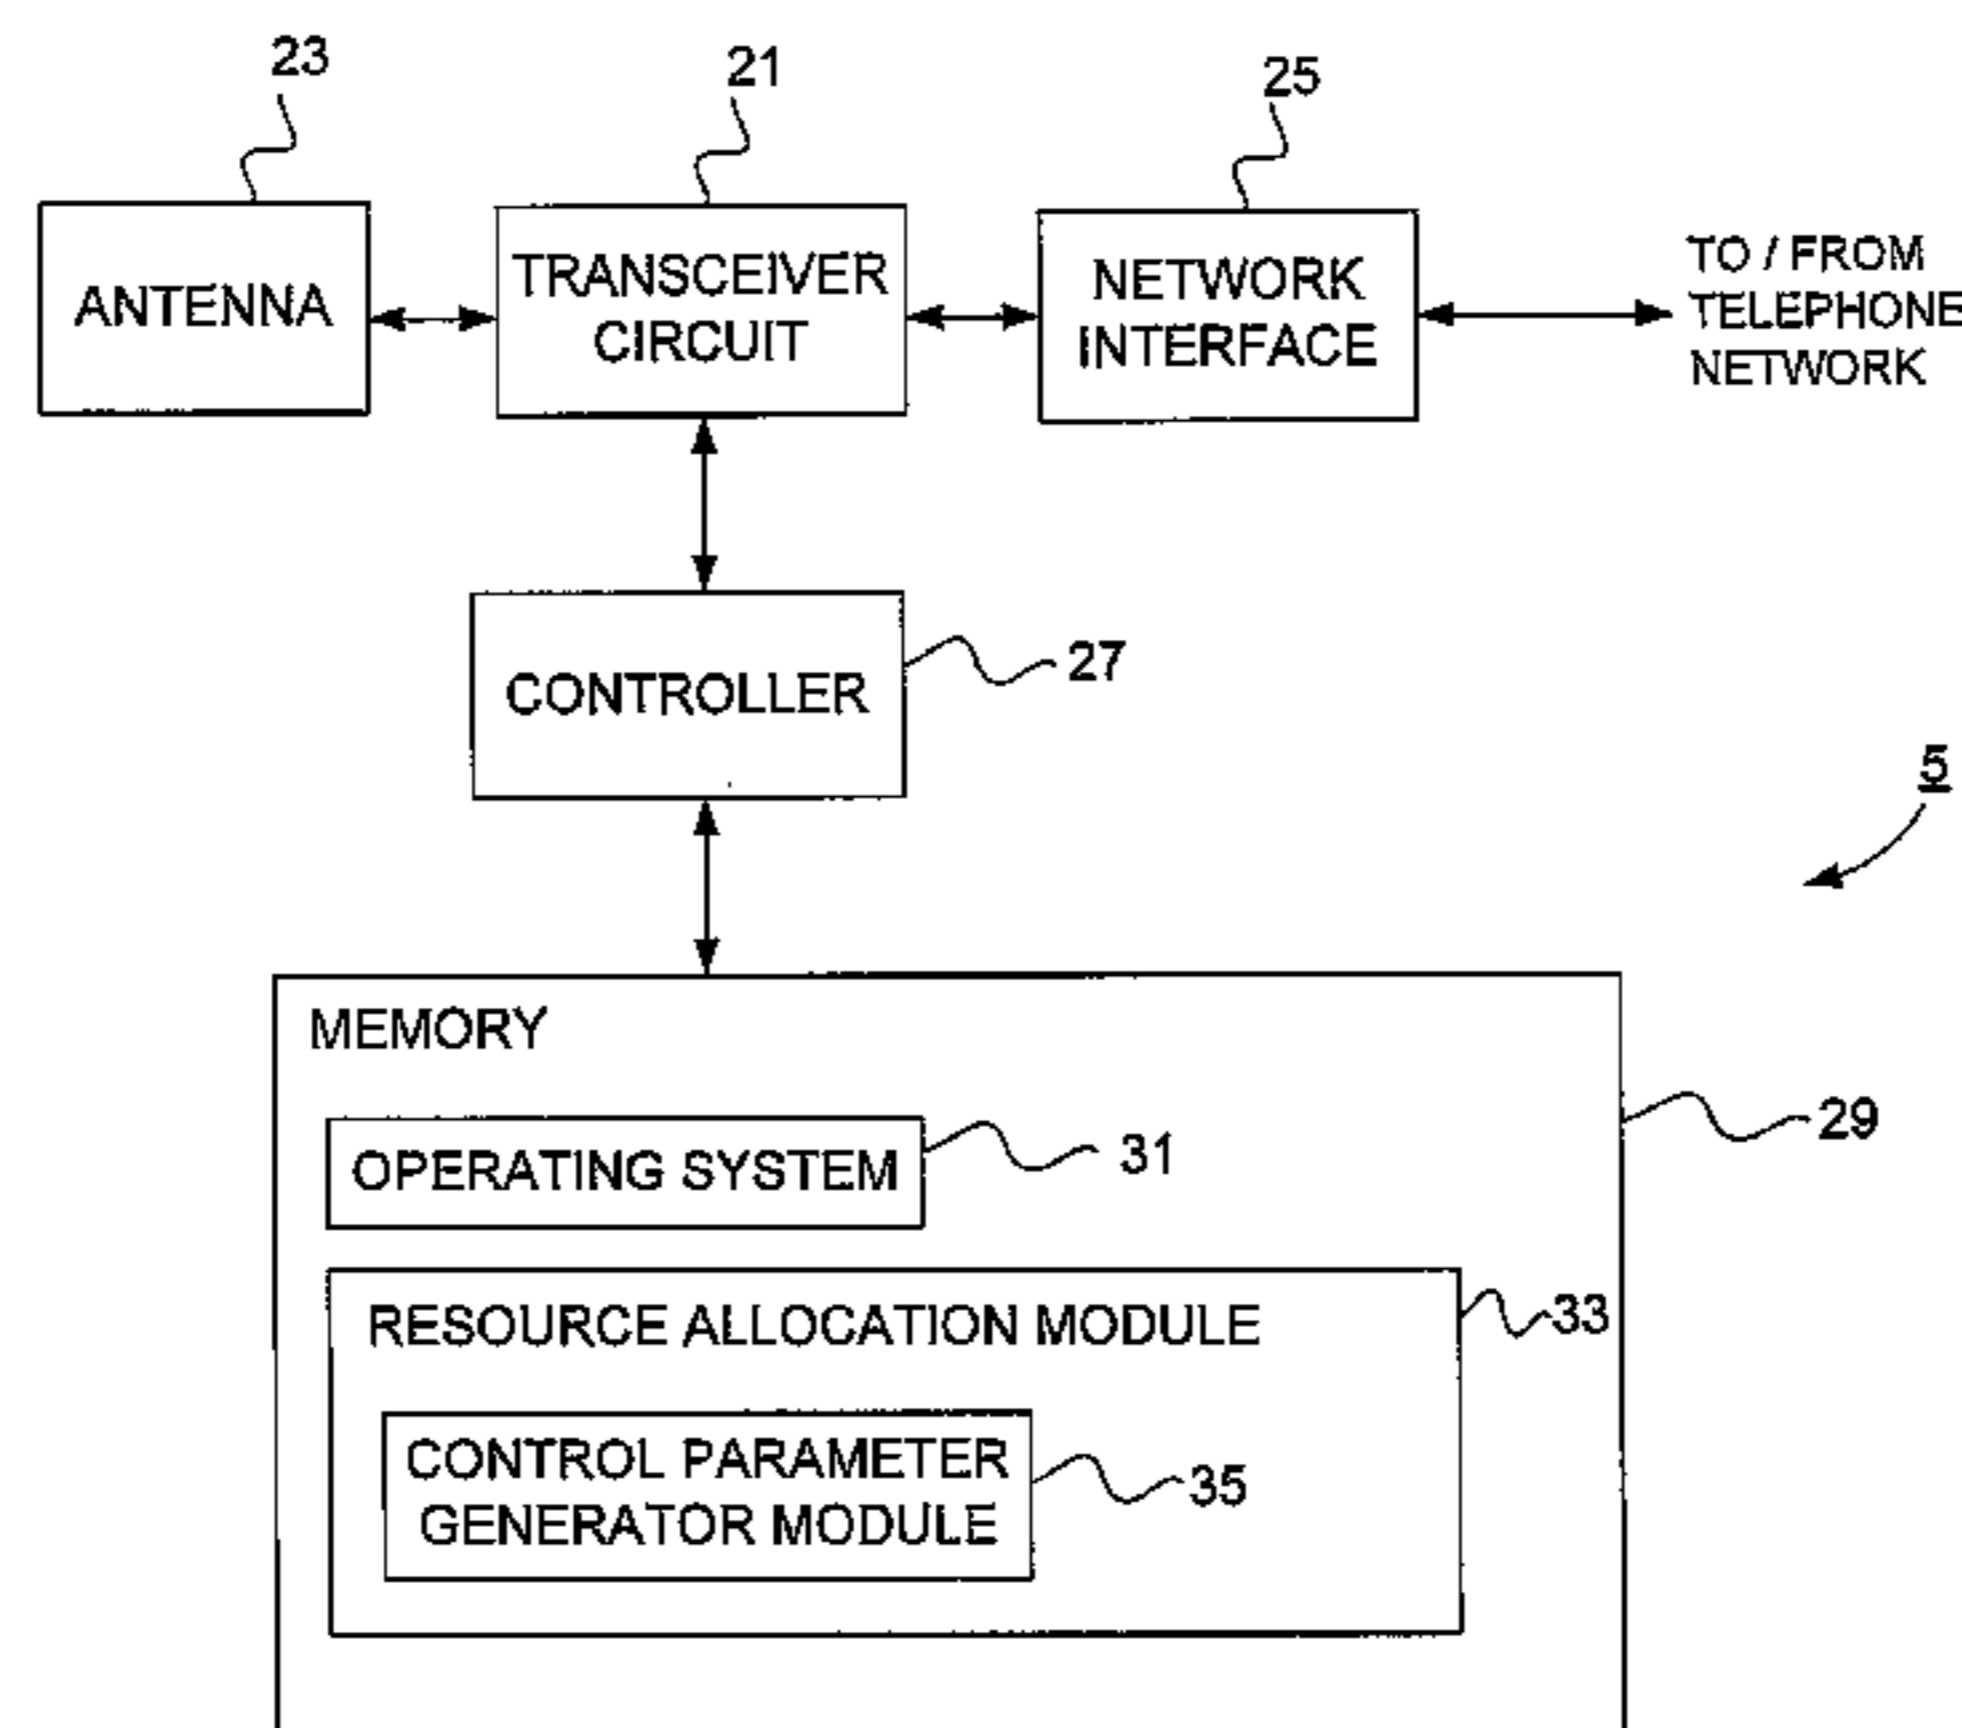 23
21
25
ANTENNA
TRANSCEIVER
CIRCUIT
NETWORK
INTERFACE
TO / FROM
TELEPHONE
NETWORK
CONTROLLER
27
5
MEMORY
29
OPERATING SYSTEM
31
RESOURCE ALLOCATION MODULE
33
CONTROL PARAMETER
GENERATOR MODULE
35